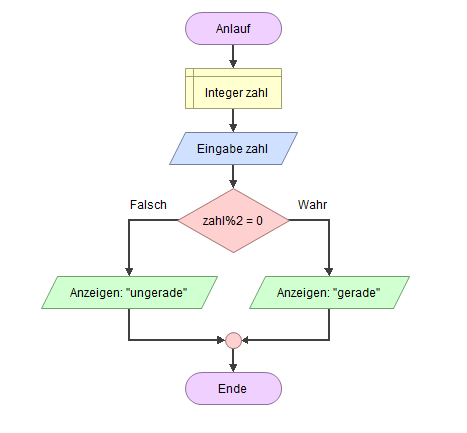 Anlauf
Integer zahl
Eingabe zahl
zahl%2 = 0
Falsch
Wahr
Anzeigen: "ungerade"
Anzeigen: "gerade"
Ende